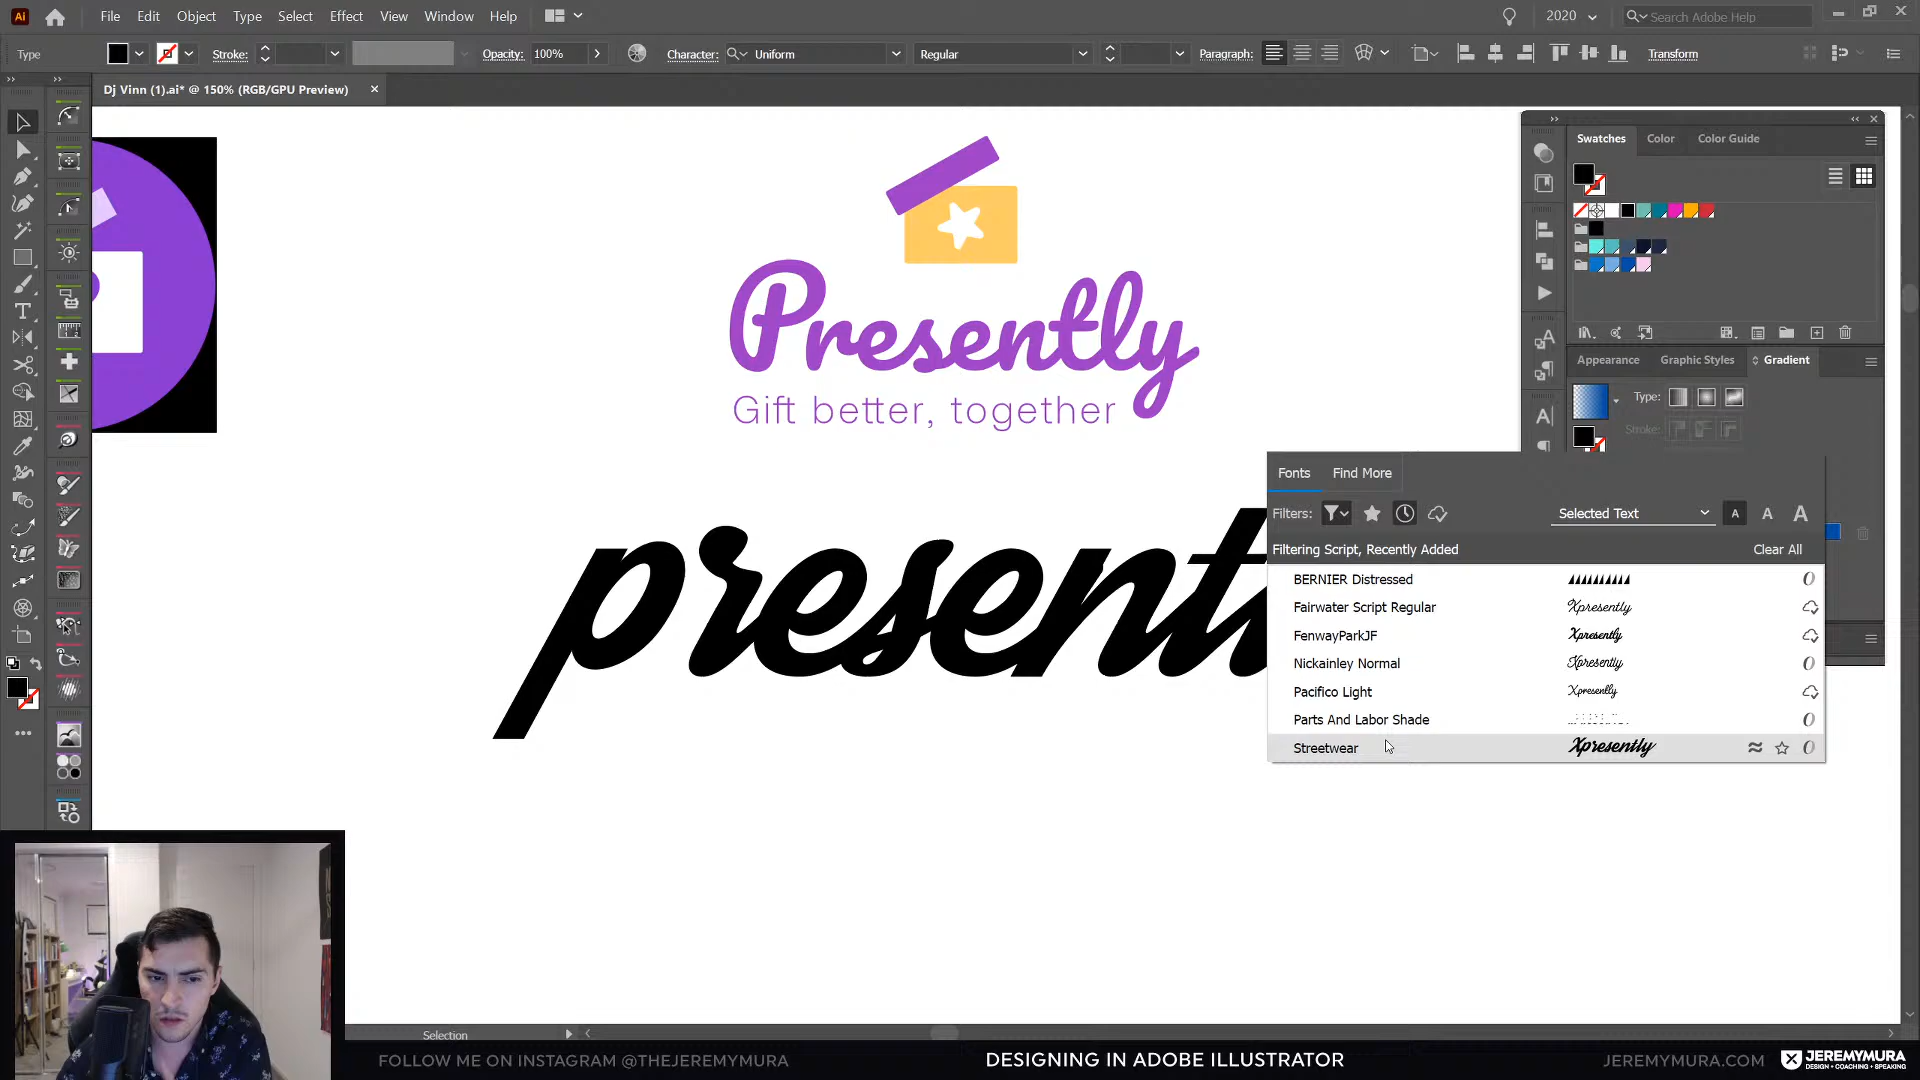 Ai File Edit Object Type Select Effect View Window Help 2020 Search Adobe Help
Type Stroke: Opacity: 100% Character: Uniform Regular Paragraph: Transform
Dj Vinn (1).ai* @ 150% (RGB/GPU Preview)
Swatches Color Color Guide
Presently
Gift better, together
Appearance Graphic Styles Gradient
Type:
Stroke:
Fonts Find More
Filters: Selected Text A A A
Filtering Script, Recently Added Clear All
BERNIER Distressed
Fairwater Script Regular Xpresently
FenwayParkJF Xpresently
Nickainley Normal Xpresently
Pacifico Light Xpresently
Parts And Labor Shade
Streetwear Xpresently
present
Selection
FOLLOW ME ON INSTAGRAM @THEJEREMYMURA DESIGNING IN ADOBE ILLUSTRATOR JEREMYMURA.COM JEREMYMURA
DESIGN • COACHING • SPEAKING